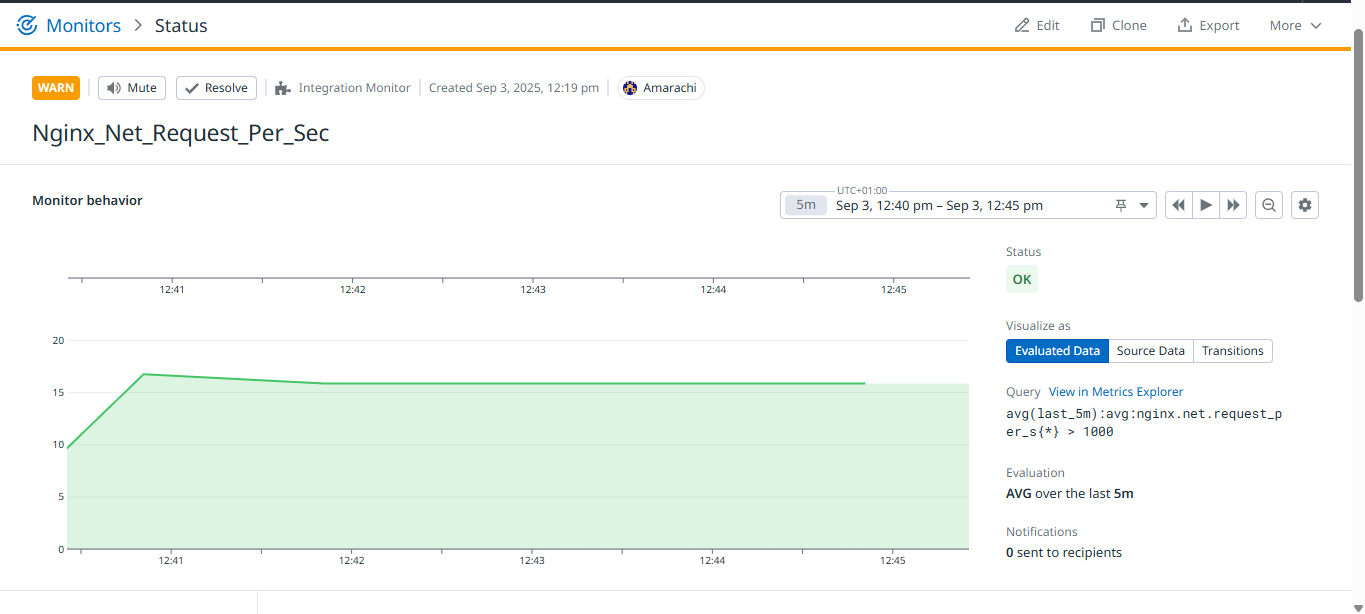 Monitors > Status
Edit
Clone
Export
More
WARN
Mute
Resolve
Integration Monitor
Created Sep 3, 2025, 12:19 pm
Amarachi
Nginx_Net_Request_Per_Sec
Monitor behavior
UTC+01:00
5m
Sep 3, 12:40 pm – Sep 3, 12:45 pm
12:41
12:42
12:43
12:44
12:45
20
15
10
5
0
12:41
12:42
12:43
12:44
12:45
Status
OK
Visualize as
Evaluated Data
Source Data
Transitions
Query View in Metrics Explorer
avg(last_5m):avg:nginx.net.request_p
er_s{*} > 1000
Evaluation
AVG over the last 5m
Notifications
0 sent to recipients